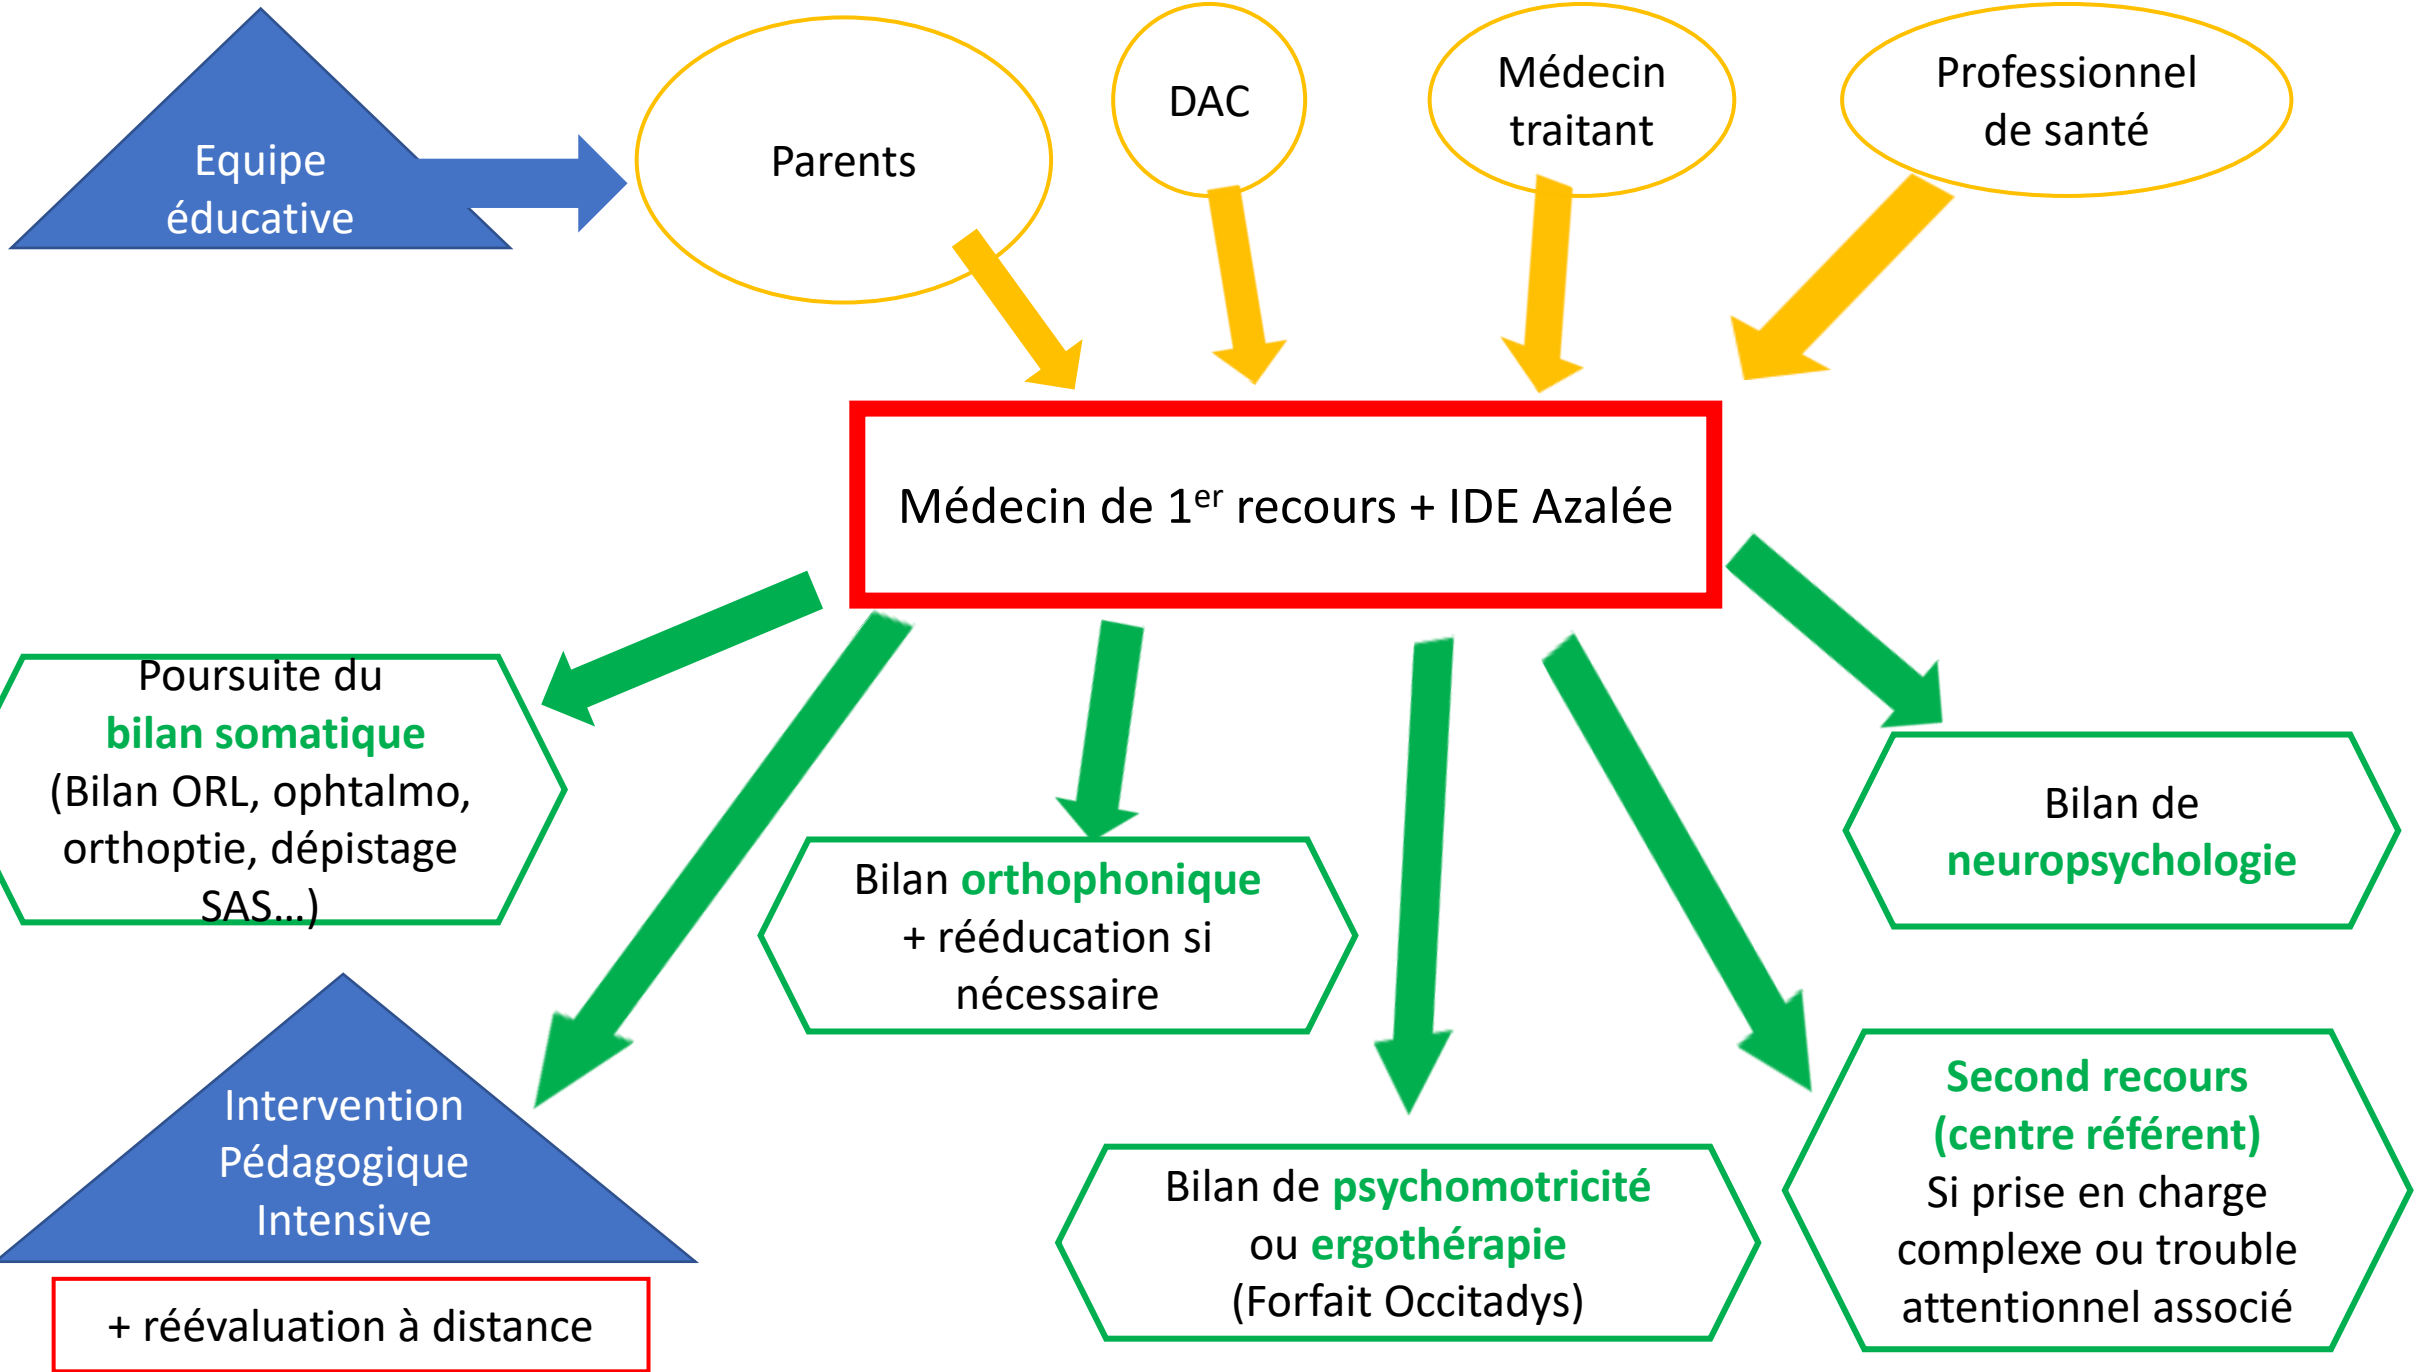 Equipe
éducative
Parents
DAC
Médecin
traitant
Professionnel
de santé
Médecin de 1er recours + IDE Azalée
Poursuite du
bilan somatique
(Bilan ORL, ophtalmo,
orthoptie, dépistage
SAS...)
Intervention
Pédagogique
Intensive
+ réévaluation à distance
Bilan orthophonique
+ rééducation si
nécessaire
Bilan de psychomotricité
ou ergothérapie
(Forfait Occitadys)
Bilan de
neuropsychologie
Second recours
(centre référent)
Si prise en charge
complexe ou trouble
attentionnel associé